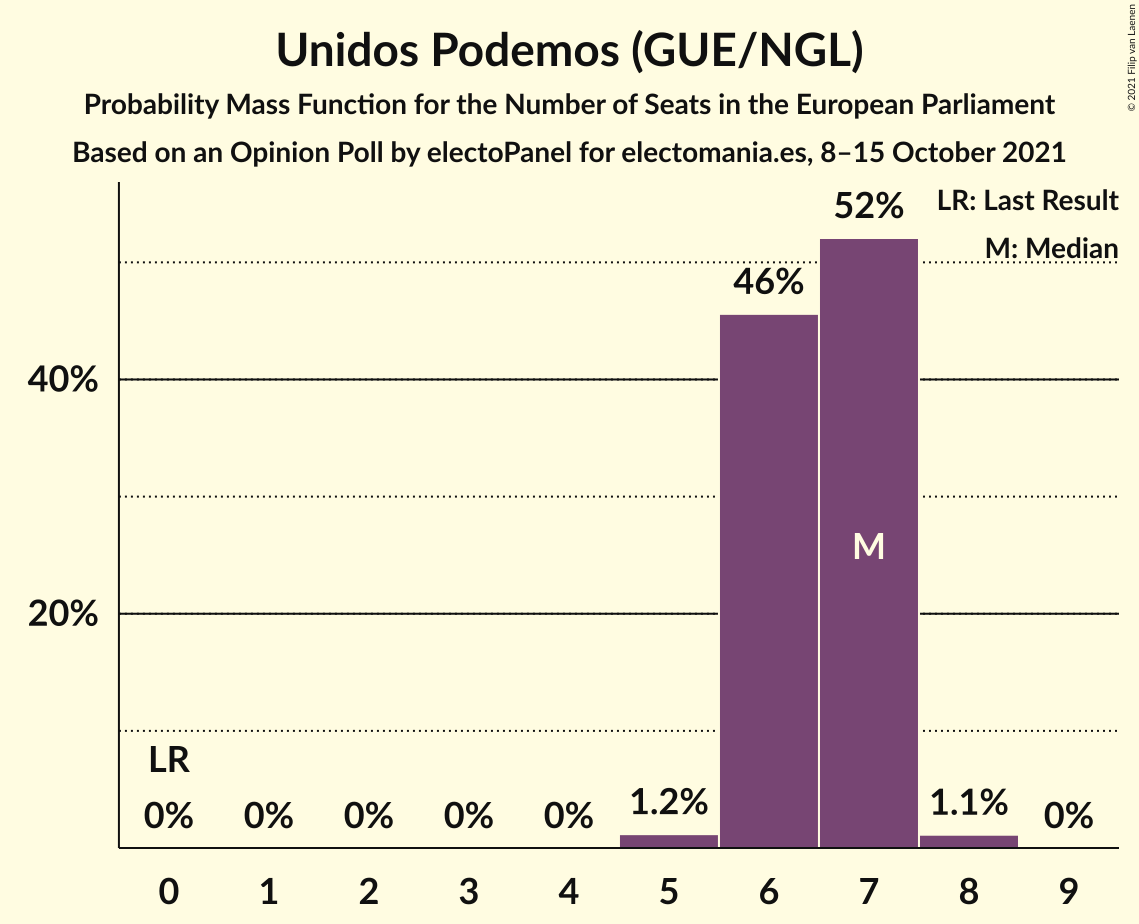 Unidos Podemos (GUE/NGL)
Probability Mass Function for the Number of Seats in the European Parliament
Based on an Opinion Poll by electoPanel for electomania.es, 8–15 October 2021
© 2021 Filip van Laenen
LR: Last Result
M: Median
52%
46%
40%
M
20%
LR
0% 0% 0% 0% 0% 1.2% 1.1% 0%
0 1 2 3 4 5 6 7 8 9